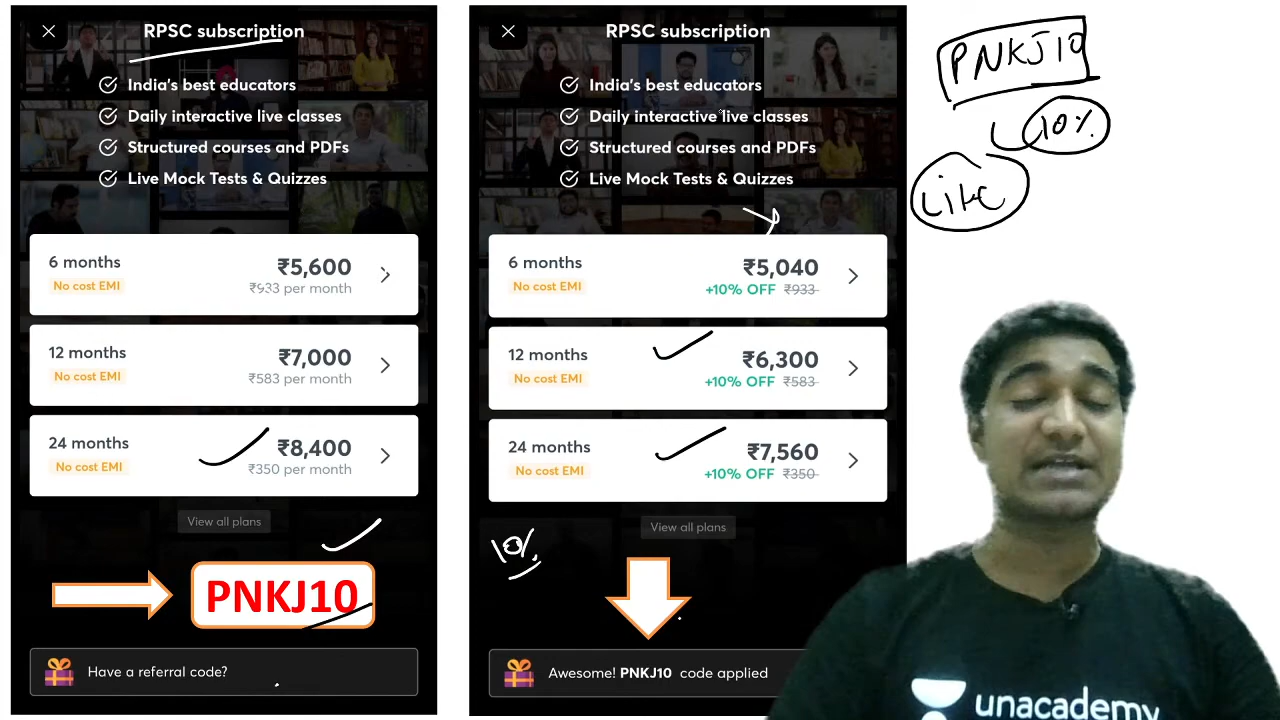 RPSC subscription
India's best educators
Daily interactive live classes
Structured courses and PDFs
Live Mock Tests & Quizzes
6 months ₹5,600
No cost EMI ₹933 per month
12 months ₹7,000
No cost EMI ₹583 per month
24 months ₹8,400
No cost EMI ₹350 per month
View all plans
PNKJ10
Have a referral code?
RPSC subscription
India's best educators
Daily interactive live classes
Structured courses and PDFs
Live Mock Tests & Quizzes
6 months ₹5,040
No cost EMI +10% OFF ₹933
12 months ₹6,300
No cost EMI +10% OFF ₹583
24 months ₹7,560
No cost EMI +10% OFF ₹350
View all plans
10%
Awesome! PNKJ10 code applied
PNKJ10
10%
Like
unacademy